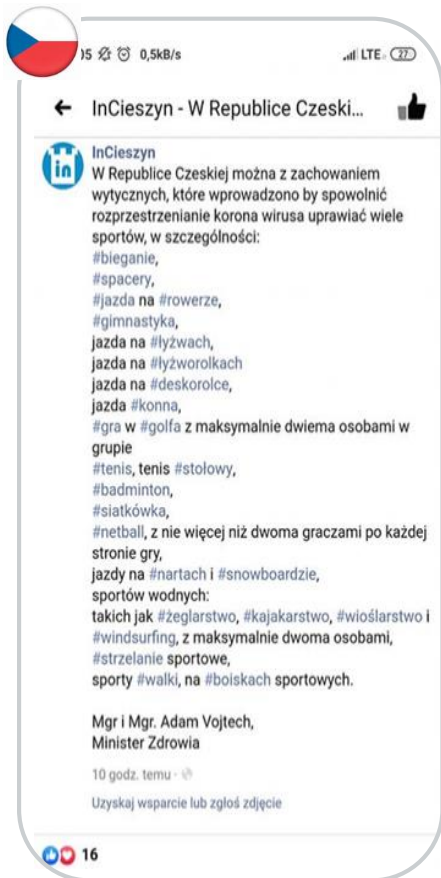 05 0,5kB/s LTE 27
InCieszyn - W Republice Czeski...
in
InCieszyn
W Republice Czeskiej można z zachowaniem
wytycznych, które wprowadzono by spowolnić
rozprzestrzenianie korona wirusa uprawiać wiele
sportów, w szczególności:
#bieganie,
#spacery,
#jazda na #rowerze,
#gimnastyka,
jazda na #łyżwach,
jazda na #łyżworolkach
jazda na #deskorolce,
jazda #konna,
#gra w #golfa z maksymalnie dwiema osobami w
grupie
#tenis, tenis #stołowy,
#badminton,
#siatkówka,
#netball, z nie więcej niż dwoma graczami po każdej
stronie gry,
jazdy na #nartach i #snowboardzie,
sportów wodnych:
takich jak #żeglarstwo, #kajakarstwo, #wioślarstwo i
#windsurfing, z maksymalnie dwoma osobami,
#strzelanie sportowe,
sporty #walki, na #boiskach sportowych.
Mgr i Mgr. Adam Vojtech,
Minister Zdrowia
10 godz. temu ·
Uzyskaj wsparcie lub zgłoś zdjęcie
16